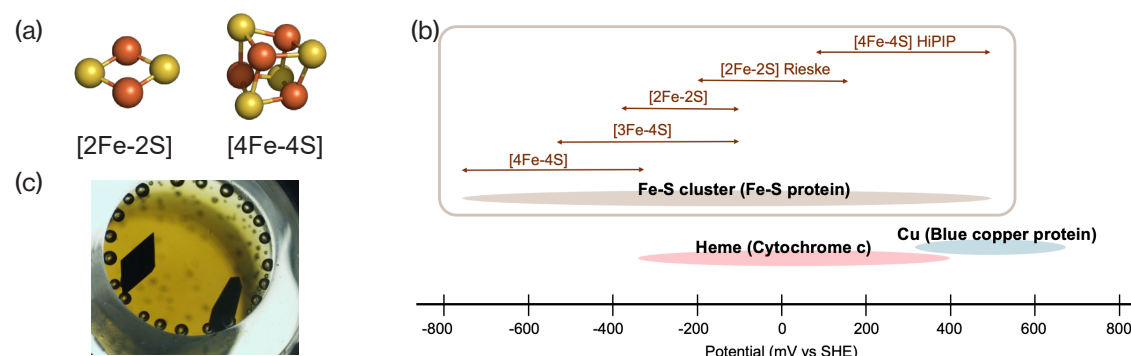 (a)
[2Fe-2S]
[4Fe-4S]
(b)
[4Fe-4S] HiPIP
[2Fe-2S] Rieske
[2Fe-2S]
[3Fe-4S]
[4Fe-4S]
Fe-S cluster (Fe-S protein)
Cu (Blue copper protein)
Heme (Cytochrome c)
-800 -600 -400 -200 0 200 400 600 800
Potential (mV vs SHE)
(c)